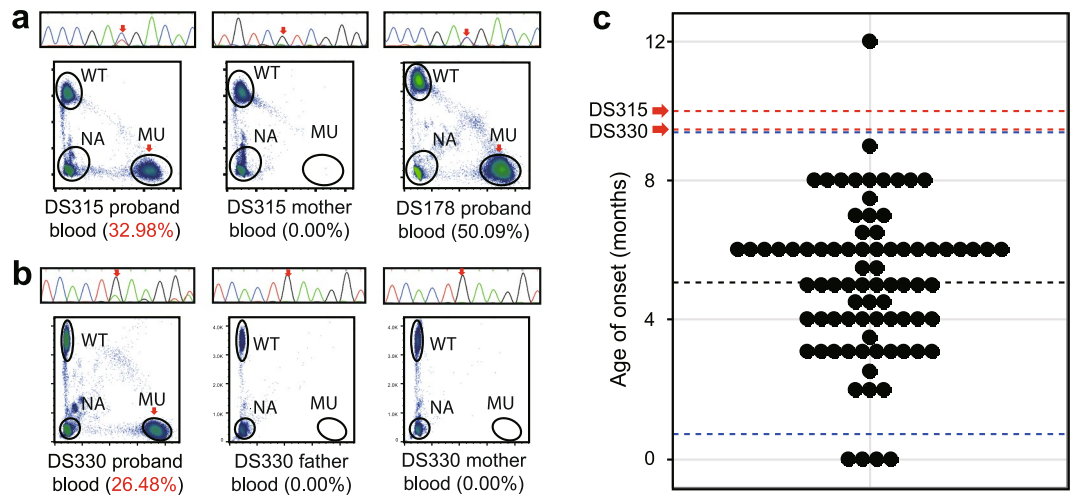 a
WT
NA
MU
DS315 proband
blood (32.98%)
WT
NA
MU
DS315 mother
blood (0.00%)
WT
NA
MU
DS178 proband
blood (50.09%)
b
WT
NA
MU
DS330 proband
blood (26.48%)
4.0K
3.0K
2.0K
1.0K
0
WT
NA
MU
DS330 father
blood (0.00%)
4.0K
3.0K
2.0K
1.0K
0
WT
NA
MU
DS330 mother
blood (0.00%)
c
Age of onset (months)
12
DS315
DS330
8
4
0